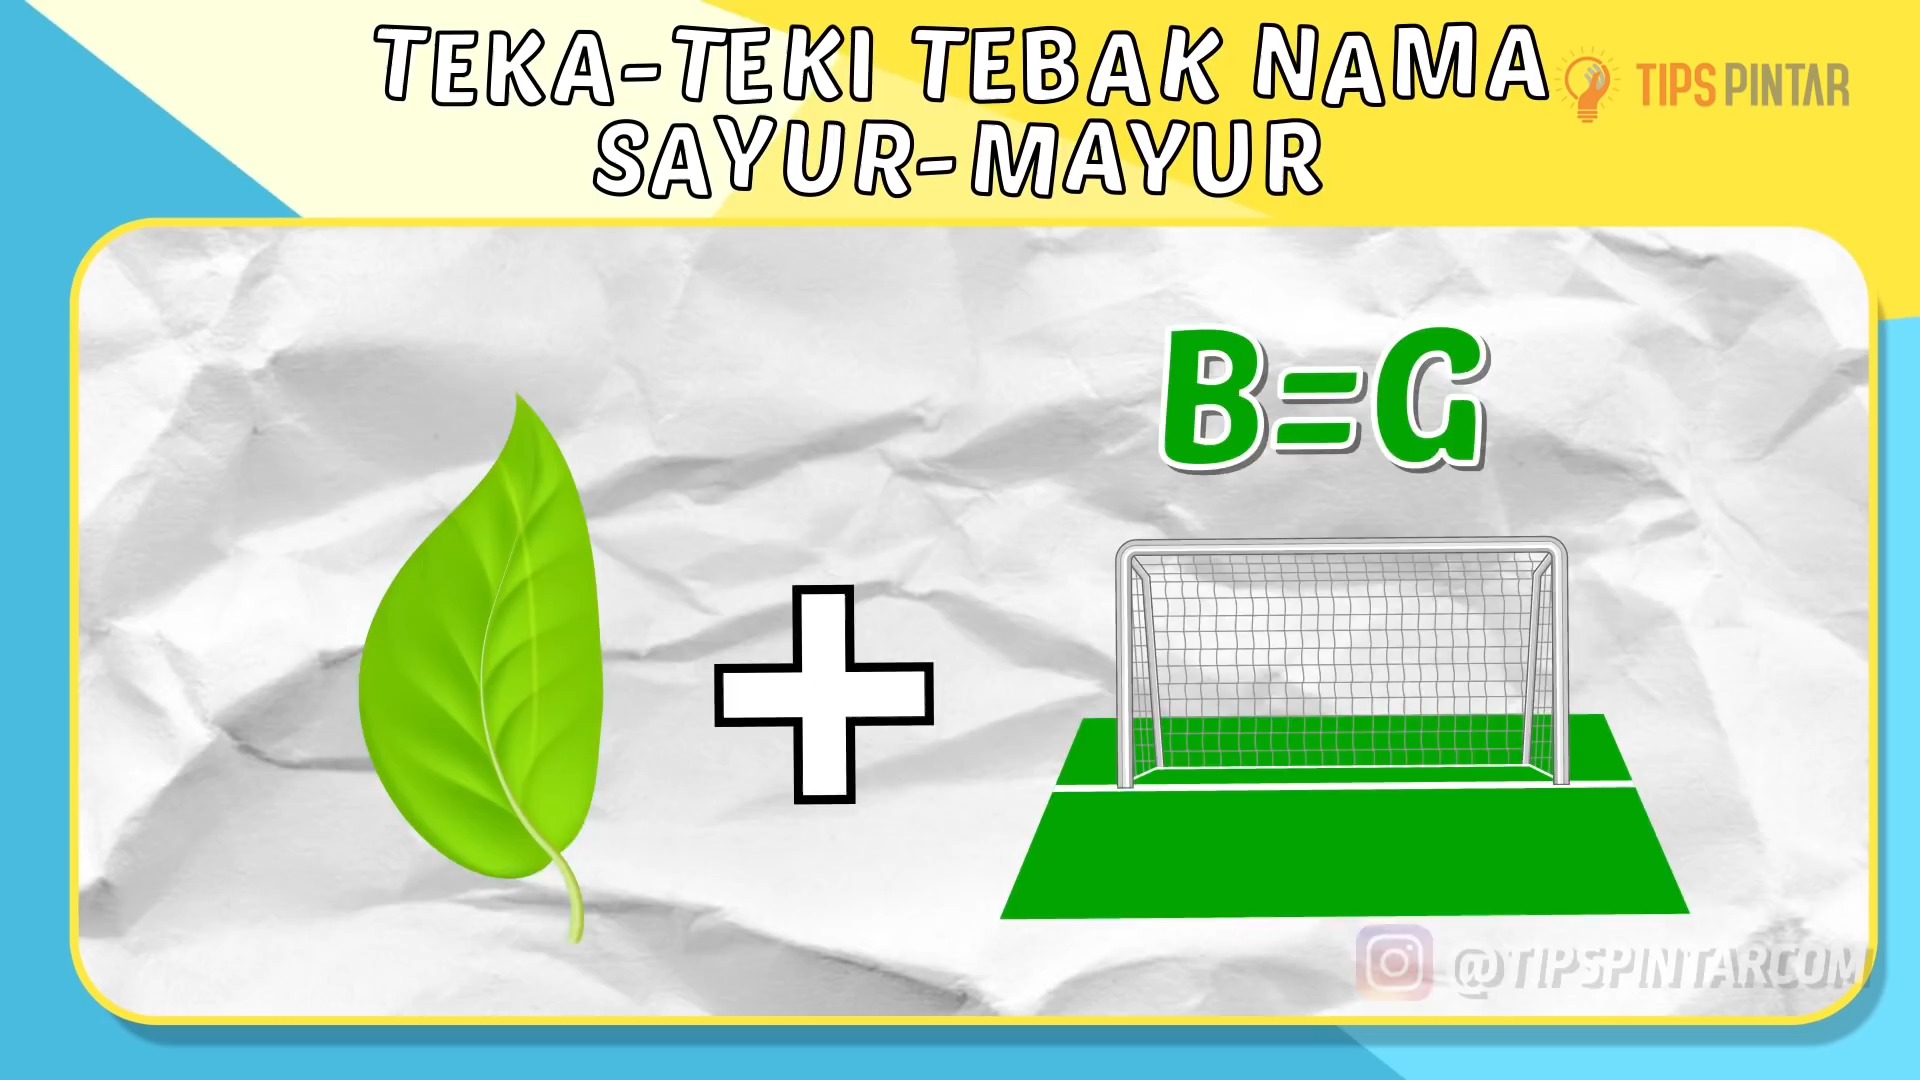 TEKA-TEKI TEBAK NAMA
SAYUR-MAYUR
TIPS PINTAR
B=G
@TIPSPINTARCOM